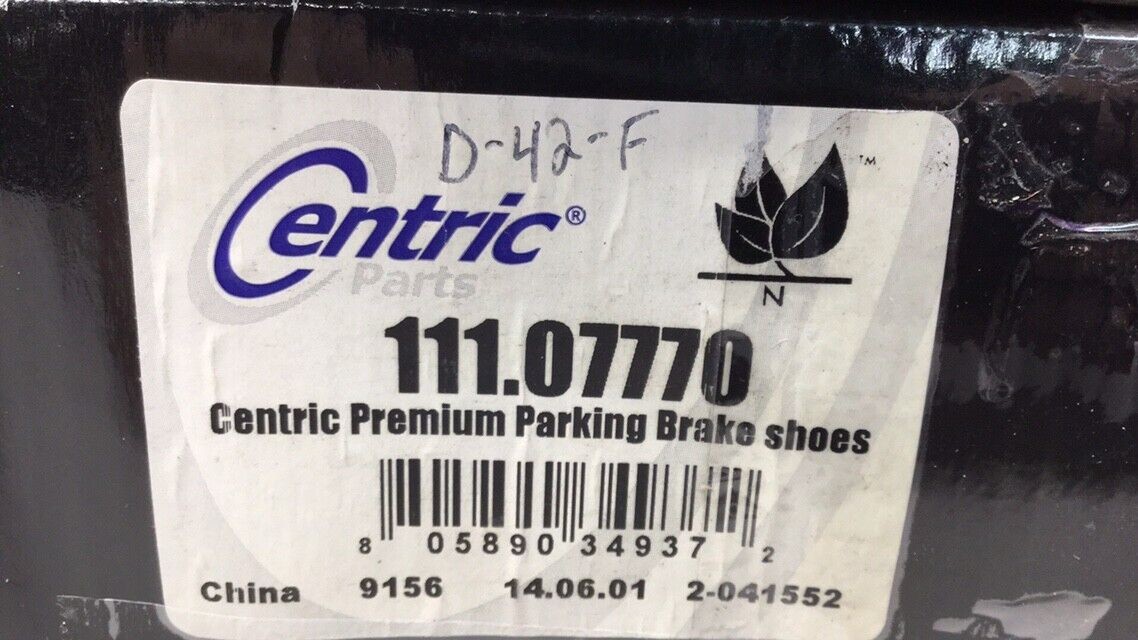 D-42-F
Centric®
Parts
™
N
111.07770
Centric Premium Parking Brake shoes
8 05890 34937 2
China 9156 14.06.01 2-041552